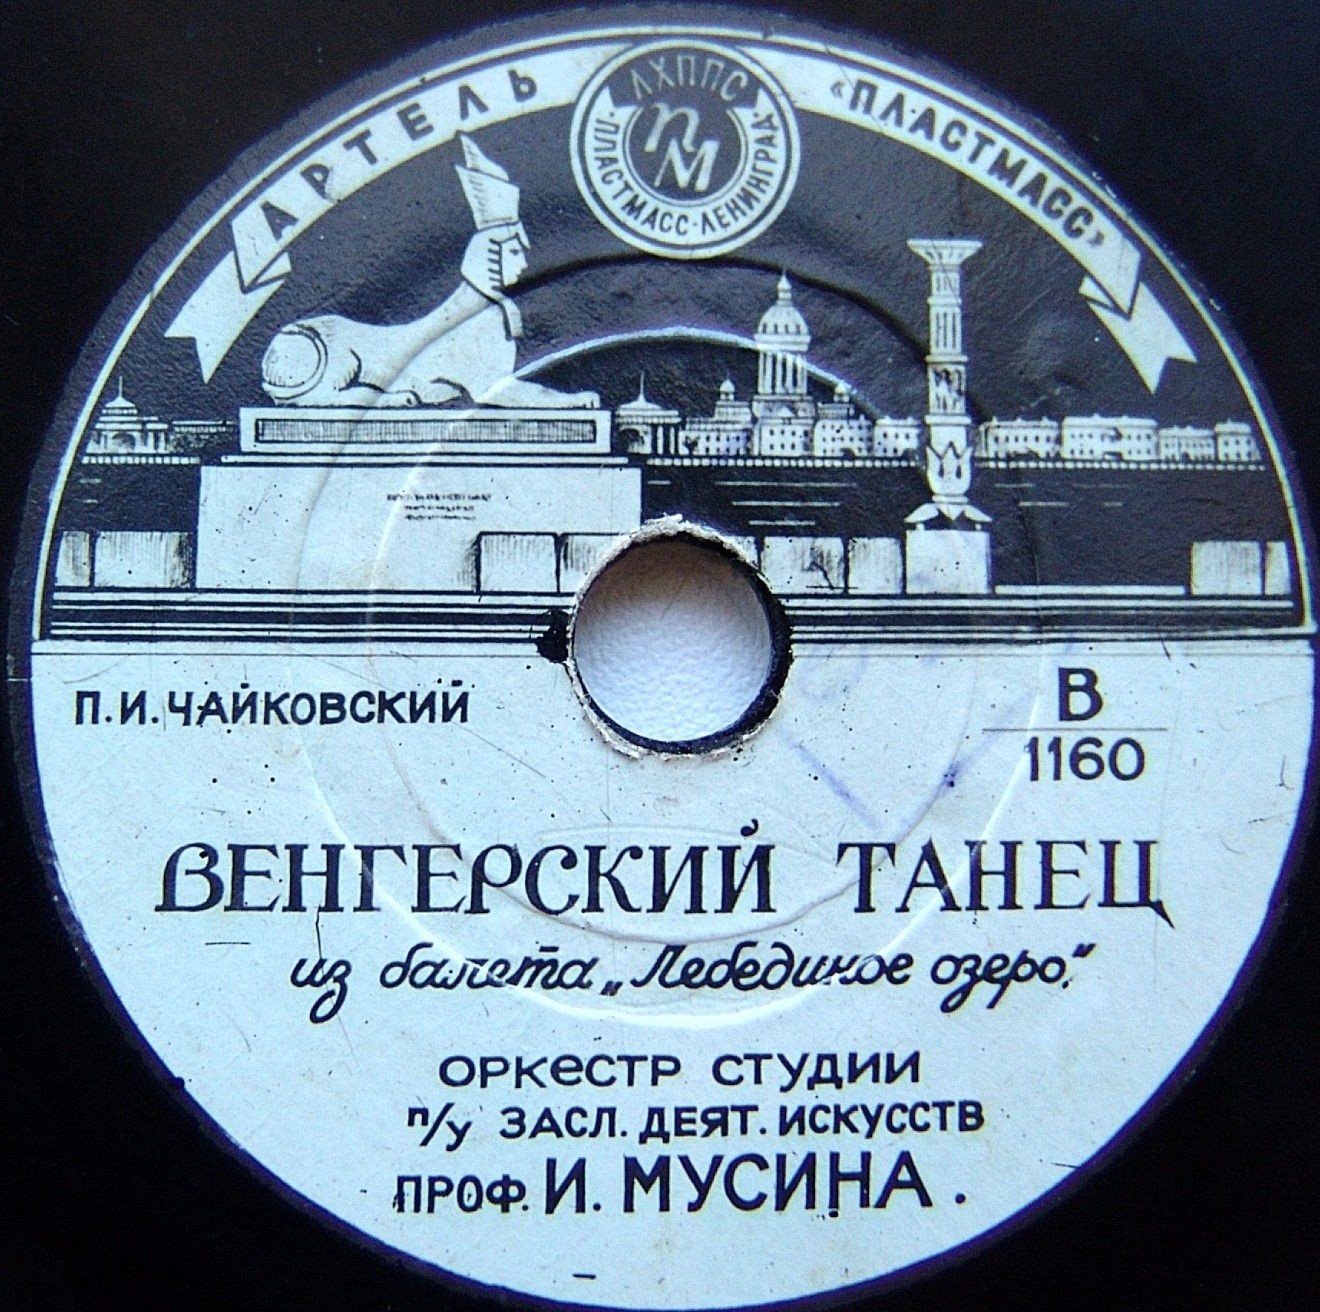 АРТЕЛЬ «ПЛАСТМАСС»
ЛХППС
ПМ
·ПЛАСТМАСС·ЛЕНИНГРАД·
П.И.ЧАЙКОВСКИЙ
В
1160
ВЕНГЕРСКИЙ ТАНЕЦ
из балета „Лебединое озеро."
ОРКЕСТР СТУДИИ
п/у ЗАСЛ. ДЕЯТ. ИСКУССТВ
ПРОФ. И. МУСИНА.